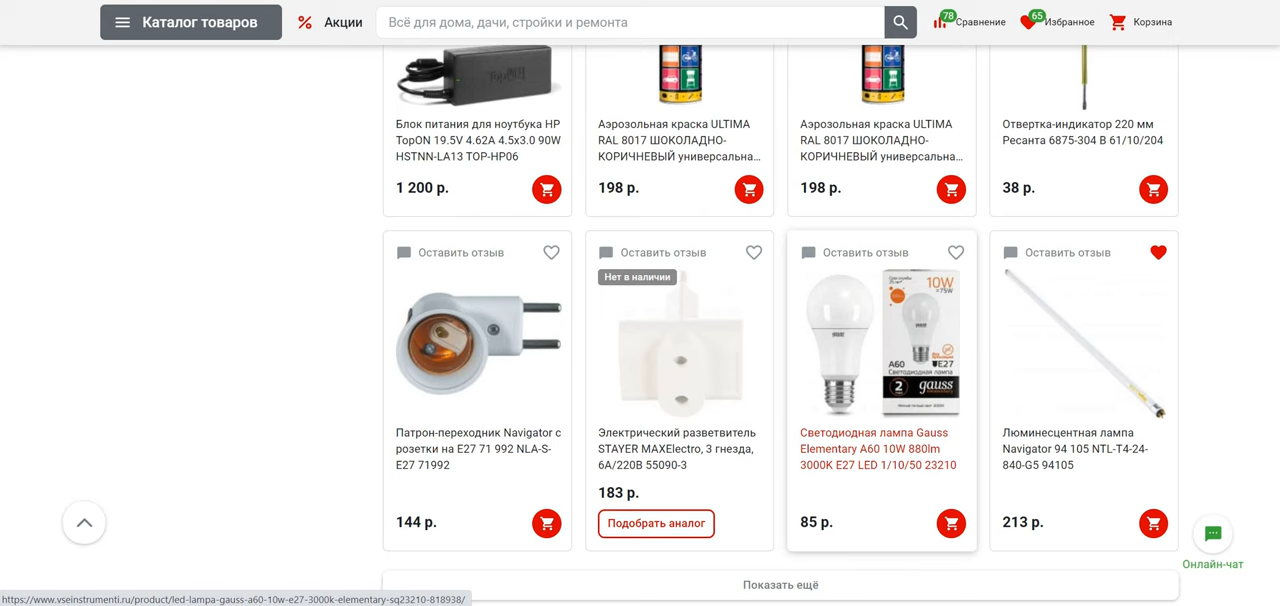 Каталог товаров
Акции
Всё для дома, дачи, стройки и ремонта
78
Сравнение
65
Избранное
Корзина
Блок питания для ноутбука HP
TopON 19.5V 4.62A 4.5x3.0 90W
HSTNN-LA13 TOP-HP06
1 200 р.
Аэрозольная краска ULTIMA
RAL 8017 ШОКОЛАДНО-
КОРИЧНЕВЫЙ универсальна...
198 р.
Аэрозольная краска ULTIMA
RAL 8017 ШОКОЛАДНО-
КОРИЧНЕВЫЙ универсальна...
198 р.
Отвертка-индикатор 220 мм
Ресанта 6875-304 В 61/10/204
38 р.
Оставить отзыв
Патрон-переходник Navigator с
розетки на Е27 71 992 NLA-S-
E27 71992
144 р.
Оставить отзыв
Нет в наличии
Электрический разветвитель
STAYER MAXElectro, 3 гнезда,
6А/220В 55090-3
183 р.
Подобрать аналог
Оставить отзыв
10W
75W
A60
E27
Светодиодная лампа
2
gauss
Светодиодная лампа Gauss
Elementary A60 10W 880lm
3000K E27 LED 1/10/50 23210
85 р.
Оставить отзыв
Люминесцентная лампа
Navigator 94 105 NTL-T4-24-
840-G5 94105
213 р.
Показать ещё
Онлайн-чат
https://www.vseinstrumenti.ru/product/led-lampa-gauss-a60-10w-e27-3000k-elementary-sq23210-818938/